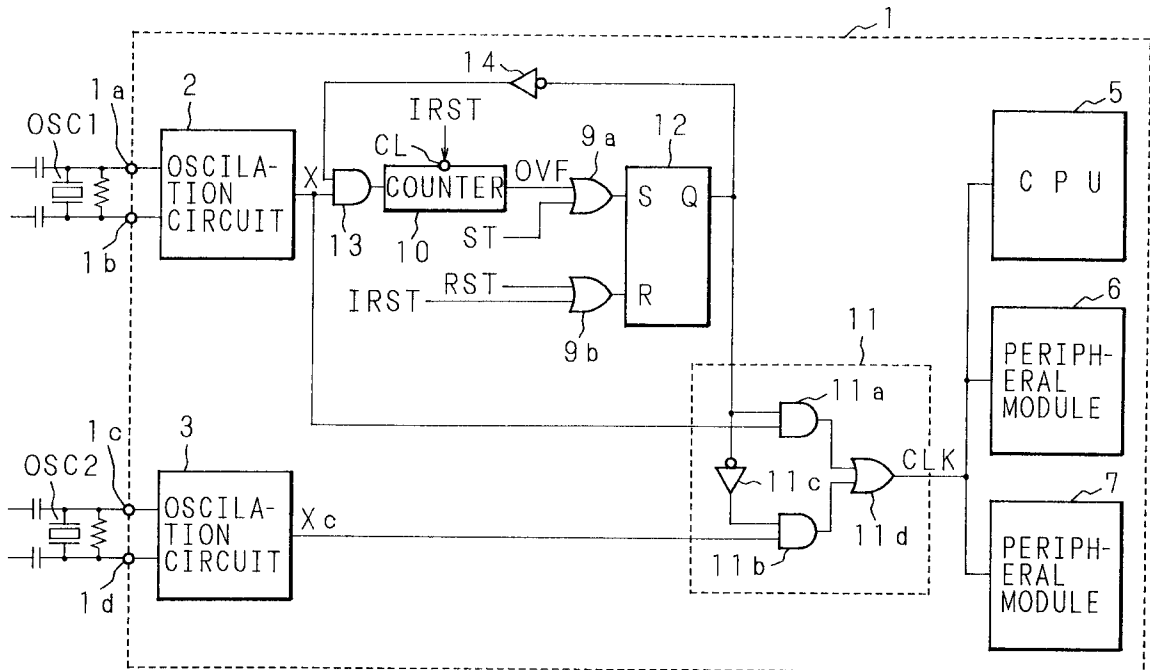 1
14
1a
2
IRST
5
OSC1
CL
9a
12
OSCILA-
TION
CIRCUIT
X
COUNTER
OVF
S Q
CPU
13
10
ST
1b
RST
IRST
R
9b
6
11
PERIPH-
ERAL
MODULE
11a
1c
3
OSC2
CLK
7
OSCILA-
TION
CIRCUIT
Xc
11c
11b
11d
PERIPH-
ERAL
MODULE
1d